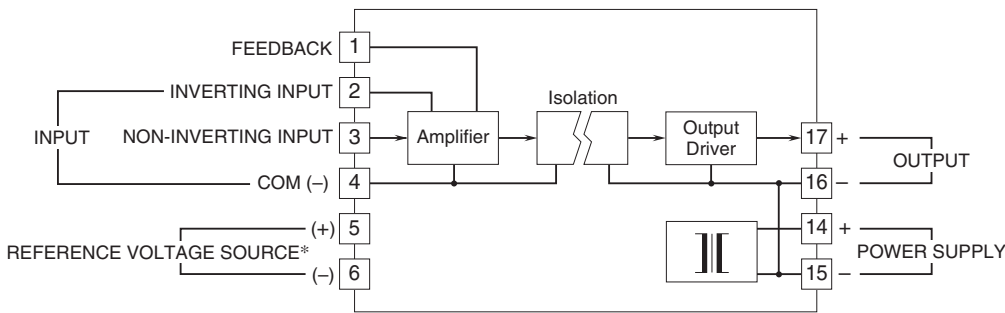 FEEDBACK 1
INVERTING INPUT 2
Isolation
INPUT
NON-INVERTING INPUT 3
Amplifier
Output
Driver
17 +
OUTPUT
COM (–) 4
16 –
(+) 5
14 +
REFERENCE VOLTAGE SOURCE*
POWER SUPPLY
(–) 6
15 –